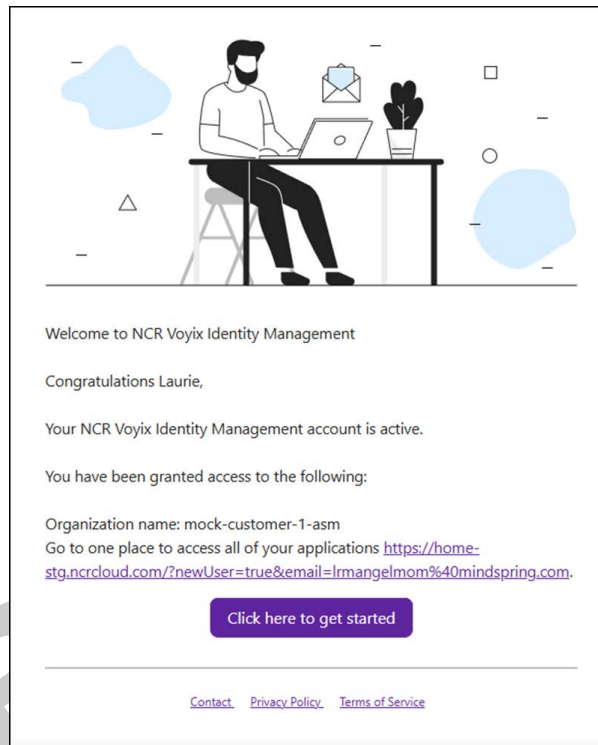 Welcome to NCR Voyix Identity Management
Congratulations Laurie,
Your NCR Voyix Identity Management account is active.
You have been granted access to the following:
Organization name: mock-customer-1-asm
Go to one place to access all of your applications https://home-
stg.ncrcloud.com/?newUser=true&email=lrmangelmom%40mindspring.com.
Click here to get started
Contact Privacy Policy Terms of Service